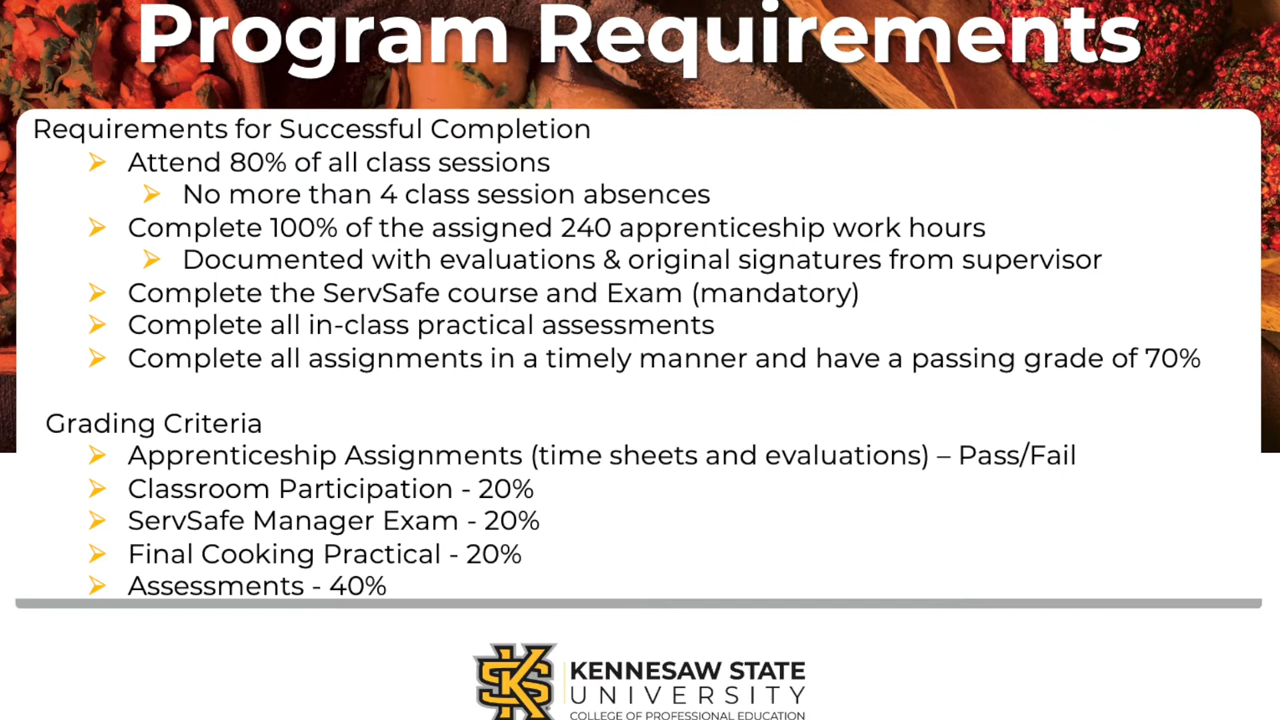 Program Requirements
Requirements for Successful Completion
Attend 80% of all class sessions
No more than 4 class session absences
Complete 100% of the assigned 240 apprenticeship work hours
Documented with evaluations & original signatures from supervisor
Complete the ServSafe course and Exam (mandatory)
Complete all in-class practical assessments
Complete all assignments in a timely manner and have a passing grade of 70%
Grading Criteria
Apprenticeship Assignments (time sheets and evaluations) – Pass/Fail
Classroom Participation - 20%
ServSafe Manager Exam - 20%
Final Cooking Practical - 20%
Assessments - 40%
KS
KENNESAW STATE
UNIVERSITY
COLLEGE OF PROFESSIONAL EDUCATION